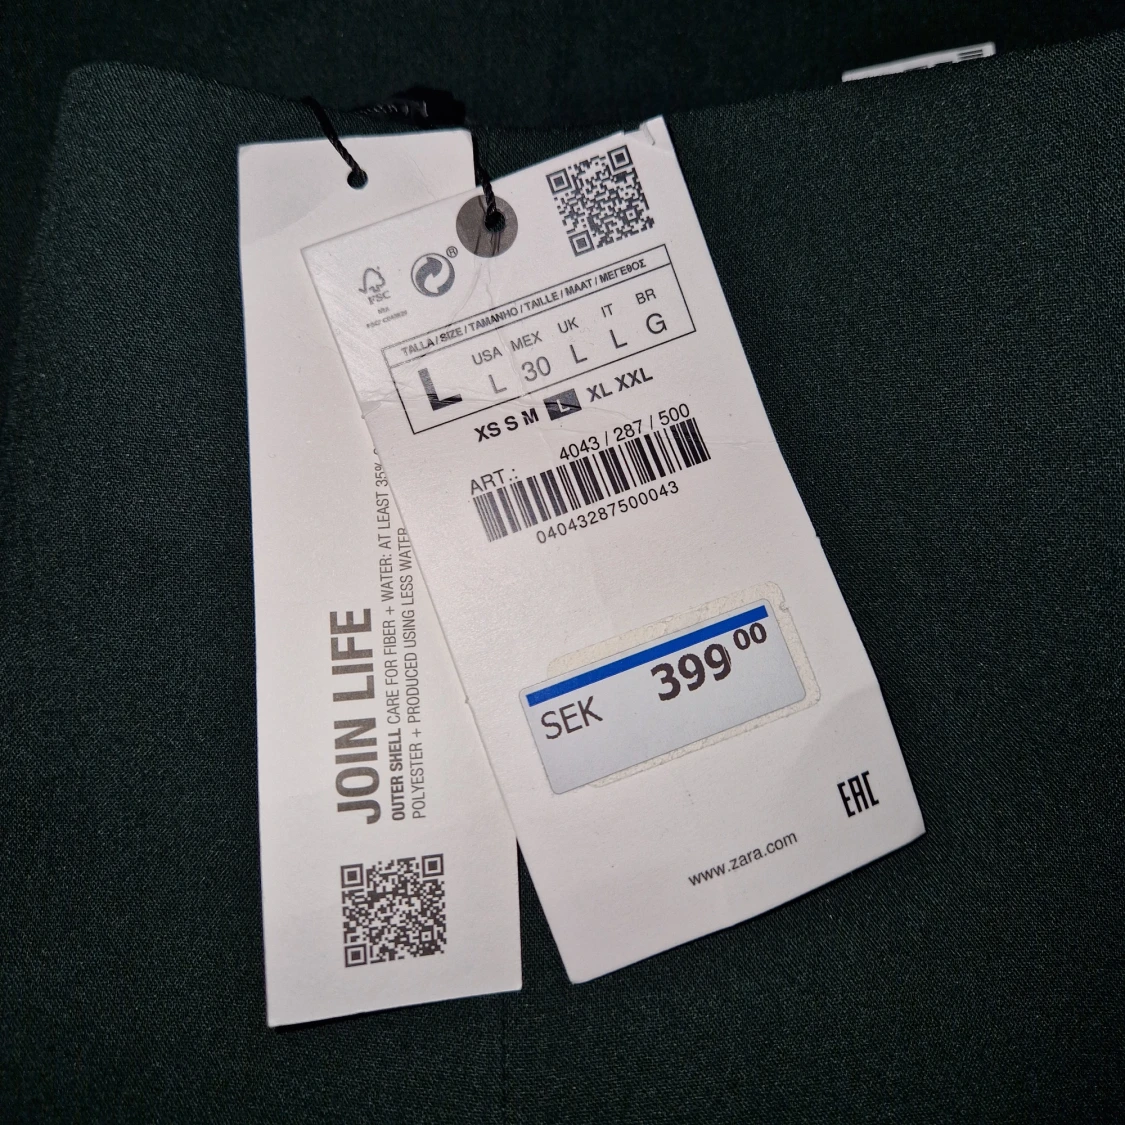 FSC
®
TALLA / SIZE / TAMANHO / TAILLE / MAAT / ΜΕΓΕΘΟΣ
L
USA MEX UK IT BR
L 30 L L G
XS S M L XL XXL
ART.: 4043 / 287 / 500
04043287500043
SEK 399 00
EAC
www.zara.com
JOIN LIFE
OUTER SHELL CARE FOR FIBER + WATER: AT LEAST 35%
POLYESTER + PRODUCED USING LESS WATER